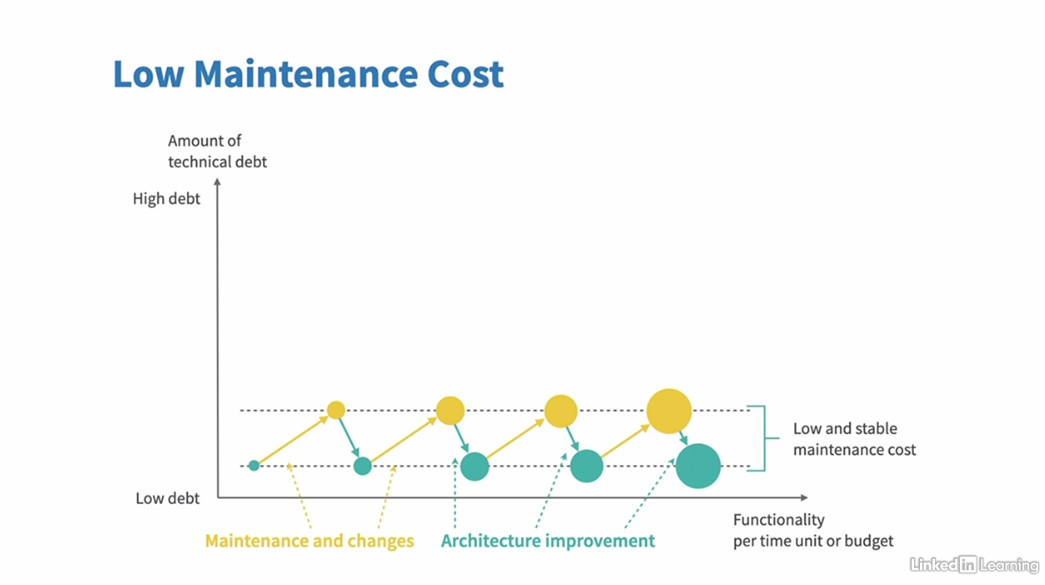 Low Maintenance Cost
Amount of
technical debt
High debt
Low and stable
maintenance cost
Low debt
Functionality
per time unit or budget
Maintenance and changes
Architecture improvement
Linked in Learning